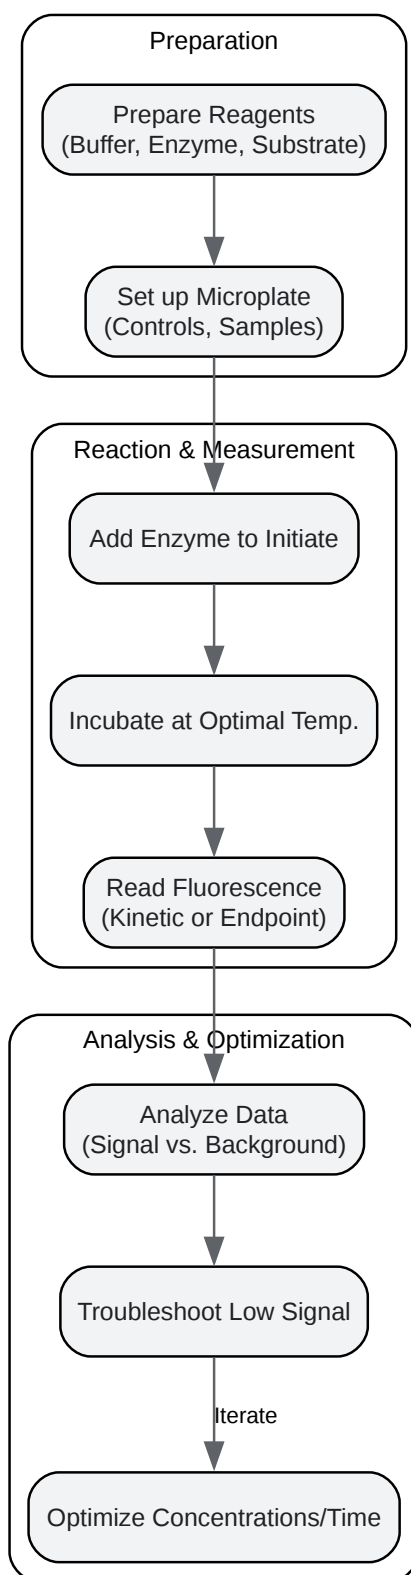 Preparation
Prepare Reagents
(Buffer, Enzyme, Substrate)
Set up Microplate
(Controls, Samples)
Reaction & Measurement
Add Enzyme to Initiate
Incubate at Optimal Temp.
Read Fluorescence
(Kinetic or Endpoint)
Analysis & Optimization
Analyze Data
(Signal vs. Background)
Troubleshoot Low Signal
Iterate
Optimize Concentrations/Time